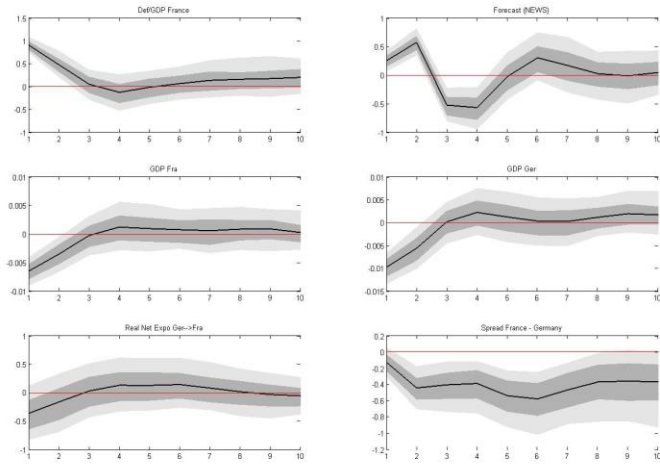 Def/GDP France
1.5
1
0.5
0
-0.5
-1
1 2 3 4 5 6 7 8 9 10
Forecast (NEWS)
1
0.5
0
-0.5
-1
1 2 3 4 5 6 7 8 9 10
GDP Fra
0.01
0.005
0
-0.005
-0.01
1 2 3 4 5 6 7 8 9 10
GDP Ger
0.01
0.005
0
-0.005
-0.01
-0.015
1 2 3 4 5 6 7 8 9 10
Real Net Expo Ger-->Fra
1
0.5
0
-0.5
-1
1 2 3 4 5 6 7 8 9 10
Spread France - Germany
0.2
0
-0.2
-0.4
-0.6
-0.8
-1
-1.2
1 2 3 4 5 6 7 8 9 10